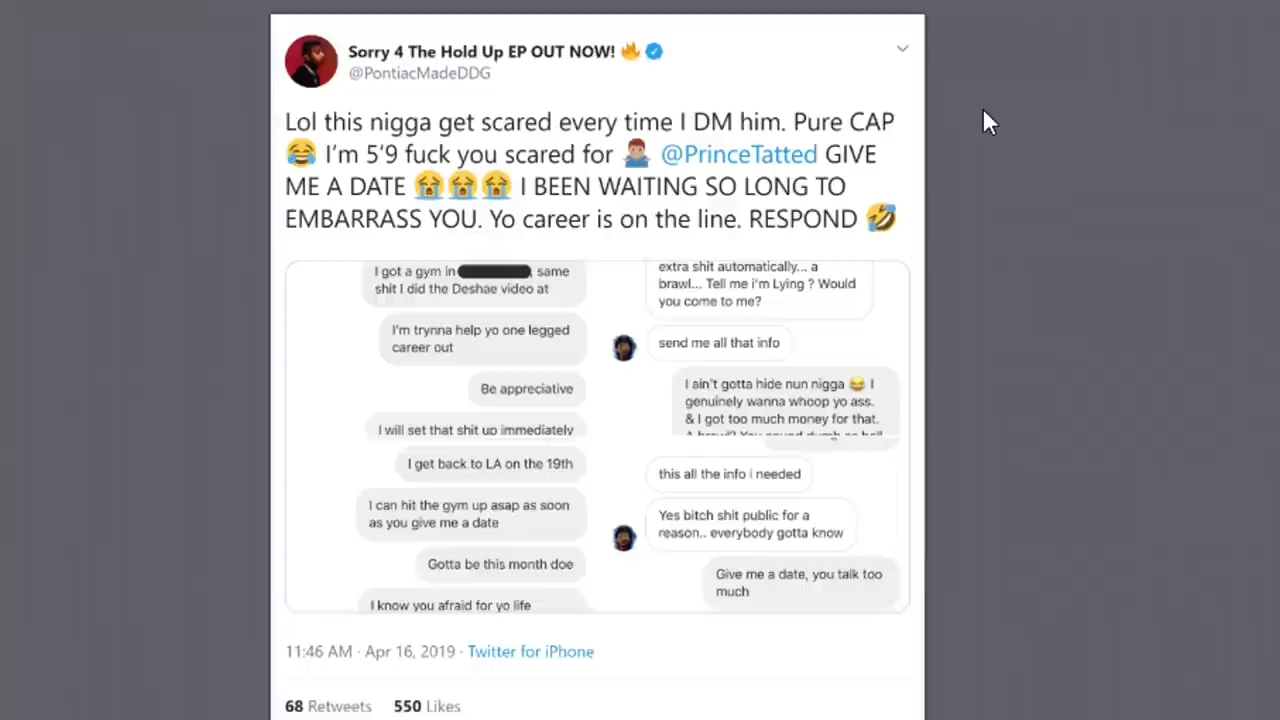 Sorry 4 The Hold Up EP OUT NOW! 🔥
@PontiacMadeDDG
Lol this nigga get scared every time I DM him. Pure CAP
😂 I'm 5'9 fuck you scared for 🤷🏽‍♂️ @PrinceTatted GIVE
ME A DATE 😭😭😭 I BEEN WAITING SO LONG TO
EMBARRASS YOU. Yo career is on the line. RESPOND 🤣
I got a gym in , same
shit I did the Deshae video at
I'm trynna help yo one legged
career out
Be appreciative
I will set that shit up immediately
I get back to LA on the 19th
I can hit the gym up asap as soon
as you give me a date
Gotta be this month doe
I know you afraid for yo life
extra shit automatically... a
brawl... Tell me i'm Lying ? Would
you come to me?
send me all that info
I ain't gotta hide nun nigga 😂 I
genuinely wanna whoop yo ass.
& I got too much money for that.
A brawl? You sound dumb as hell
this all the info i needed
Yes bitch shit public for a
reason.. everybody gotta know
Give me a date, you talk too
much
11:46 AM · Apr 16, 2019 · Twitter for iPhone
68 Retweets 550 Likes